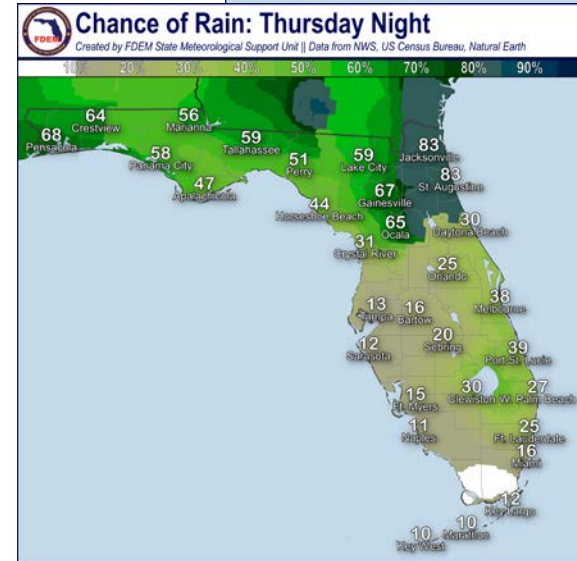 Chance of Rain: Thursday Night
FDEM
Created by FDEM State Meteorological Support Unit || Data from NWS, US Census Bureau, Natural Earth
10% 20% 30% 40% 50% 60% 70% 80% 90%
64
Crestview
56
Marianna
68
Pensacola
58
Panama City
59
Tallahassee
51
Perry
59
Lake City
83
Jacksonville
83
St. Augustine
47
Apalachicola
44
Horseshoe Beach
67
Gainesville
65
Ocala
30
Daytona Beach
31
Crystal River
25
Orlando
38
Melbourne
13
Tampa
16
Bartow
12
Sarasota
20
Sebring
39
Port St. Lucie
15
Ft. Myers
30
Clewiston
27
W. Palm Beach
11
Naples
25
Ft. Lauderdale
16
Miami
12
Key Largo
10
Marathon
10
Key West